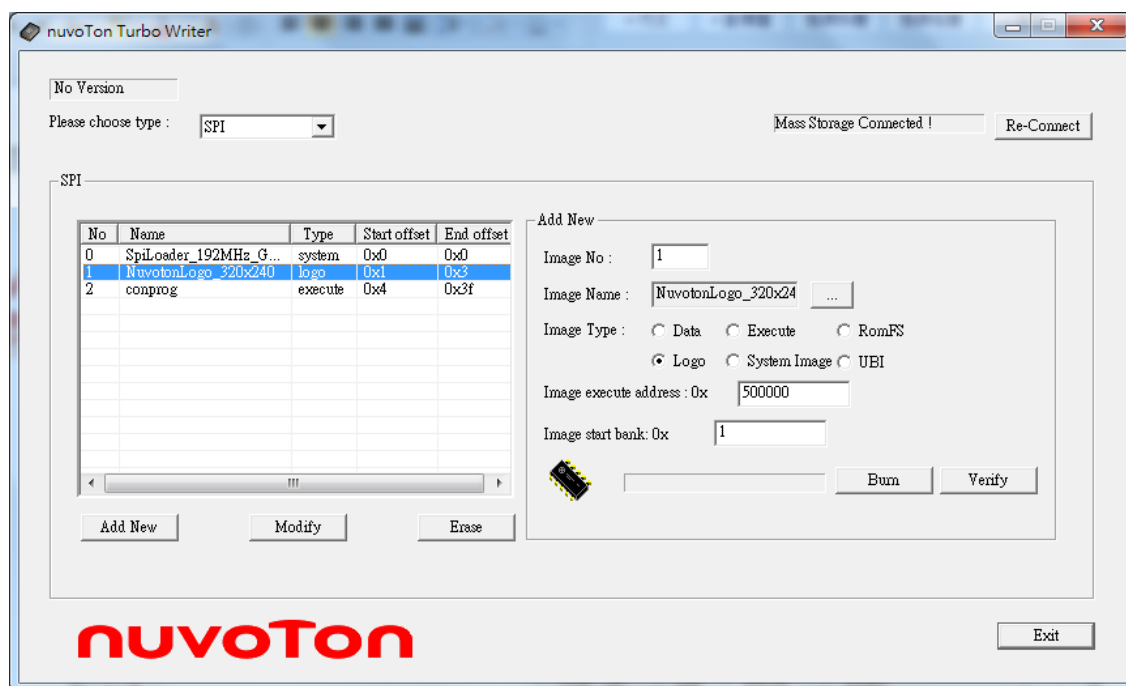 nuvoTon Turbo Writer
No Version
Please choose type :
SPI
Mass Storage Connected !
Re-Connect
SPI
No Name Type Start offset End offset
0 SpiLoader_192MHz_G... system 0x0 0x0
1 NuvotonLogo_320x240 logo 0x1 0x3
2 conprog execute 0x4 0x3f
Add New
Modify
Erase
Add New
Image No : 1
Image Name : NuvotonLogo_320x24 ...
Image Type : Data Execute RomFS
Logo System Image UBI
Image execute address : 0x 500000
Image start bank: 0x 1
Burn
Verify
nuvoTon
Exit